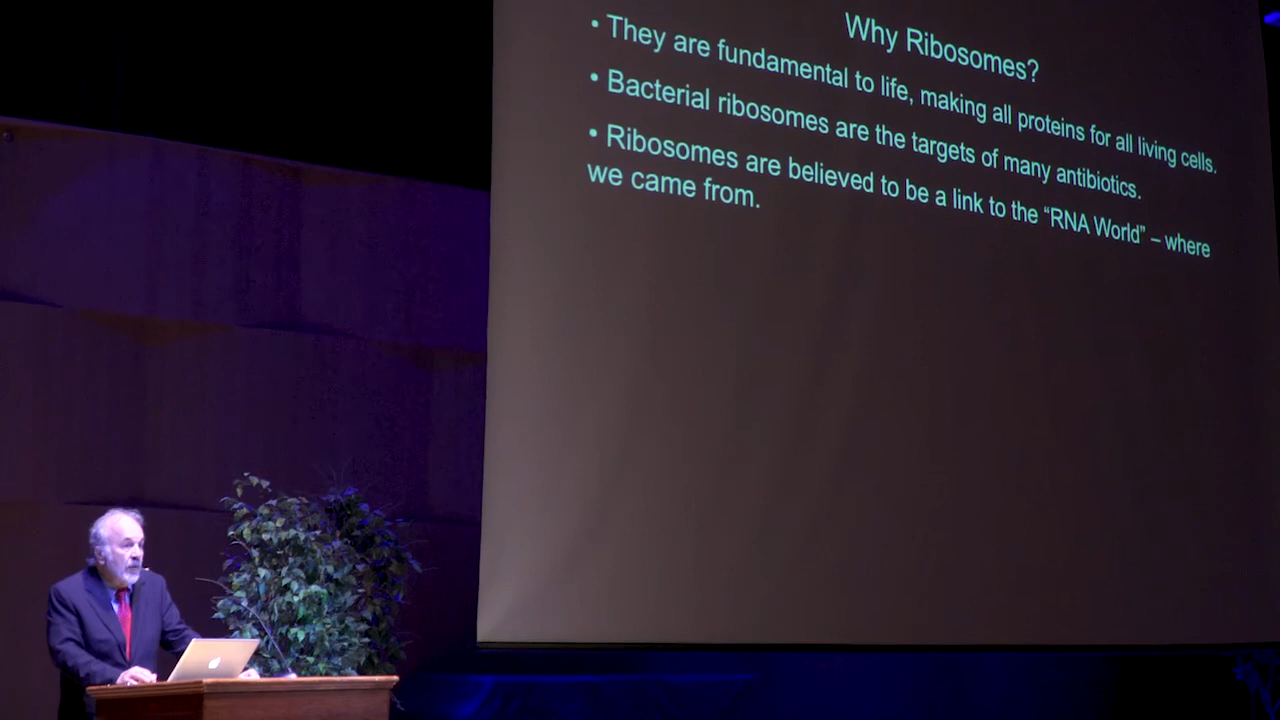 Why Ribosomes?
• They are fundamental to life, making all proteins for all living cells.
• Bacterial ribosomes are the targets of many antibiotics.
• Ribosomes are believed to be a link to the “RNA World” – where
we came from.